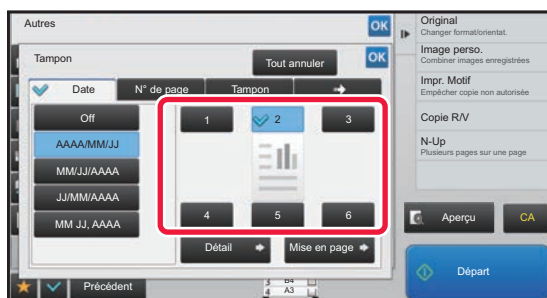 Autres
OK
Tampon
Tout annuler
OK
Date
N° de page
Tampon
Off
AAAA/MM/JJ
MM/JJ/AAAA
JJ/MM/AAAA
MM JJ, AAAA
1
2
3
4
5
6
Détail
Mise en page
Précédent
3 B4
4 A3
Original
Changer format/orientat.
Image perso.
Combiner images enregistrées
Impr. Motif
Empêcher copie non autorisée
Copie R/V
N-Up
Plusieurs pages sur une page
Aperçu
CA
Départ